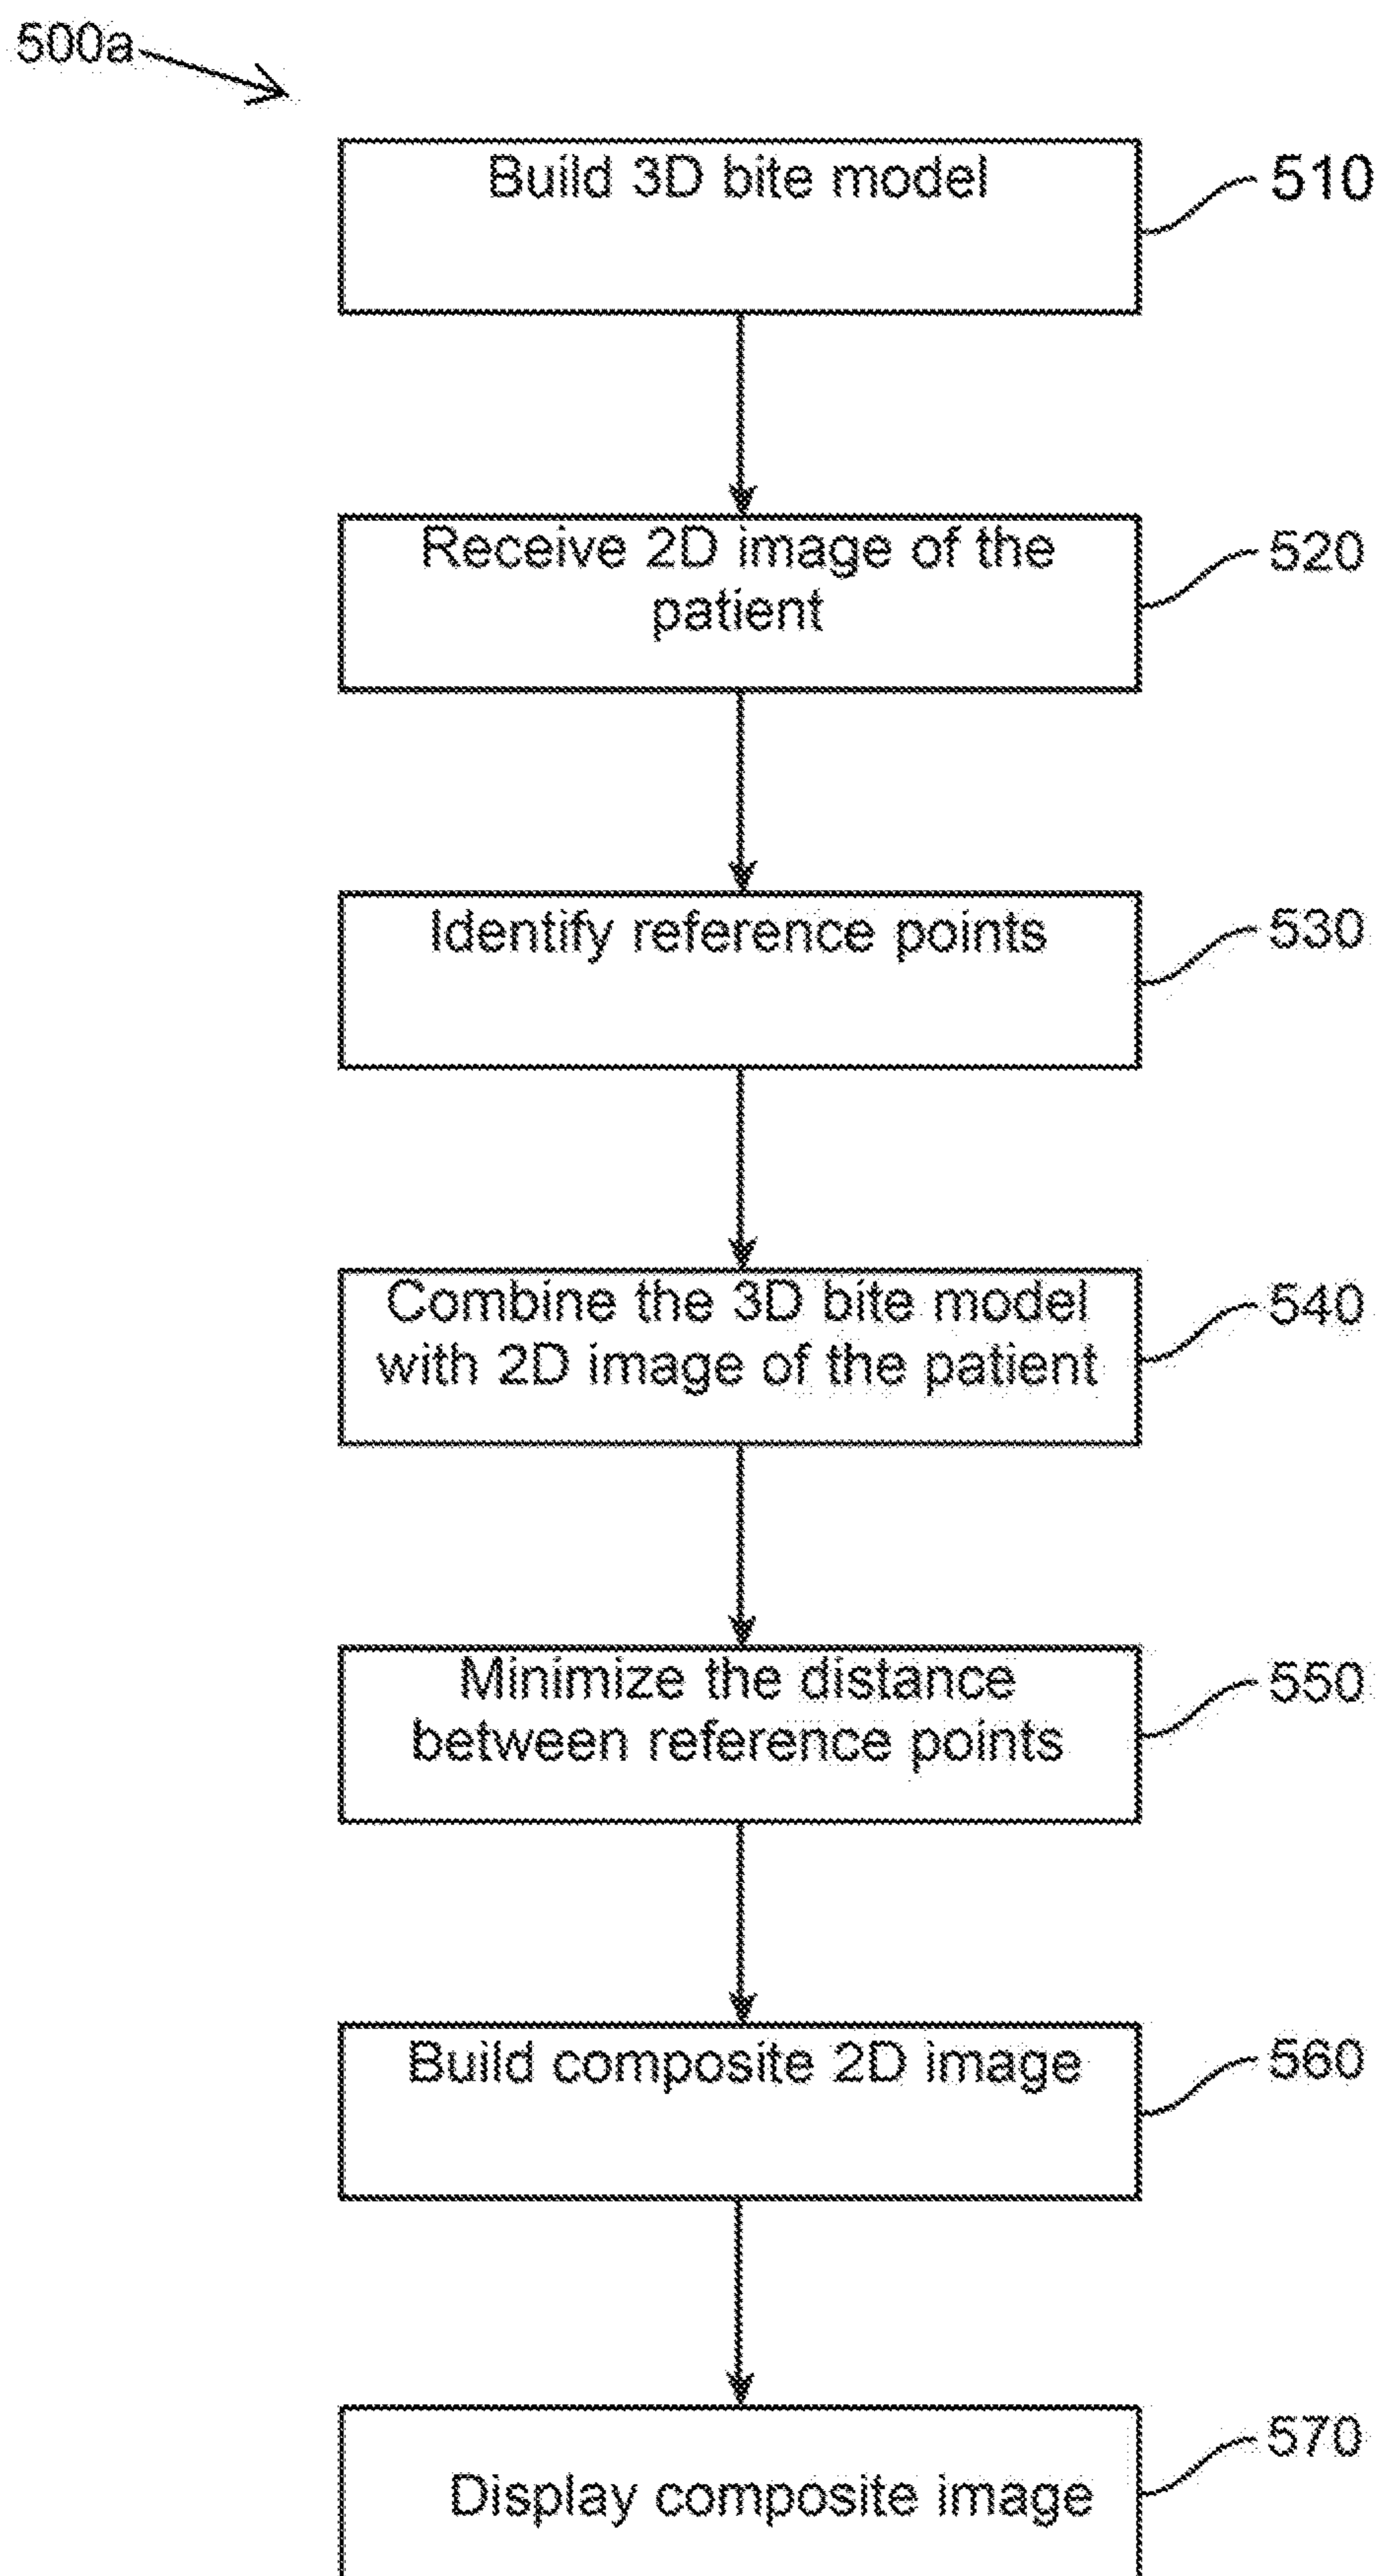 500a
Build 3D bite model
510
Receive 2D image of the
patient
520
Identify reference points
530
Combine the 3D bite model
with 2D image of the patient
540
Minimize the distance
between reference points
550
Build composite 2D image
560
Display composite image
570